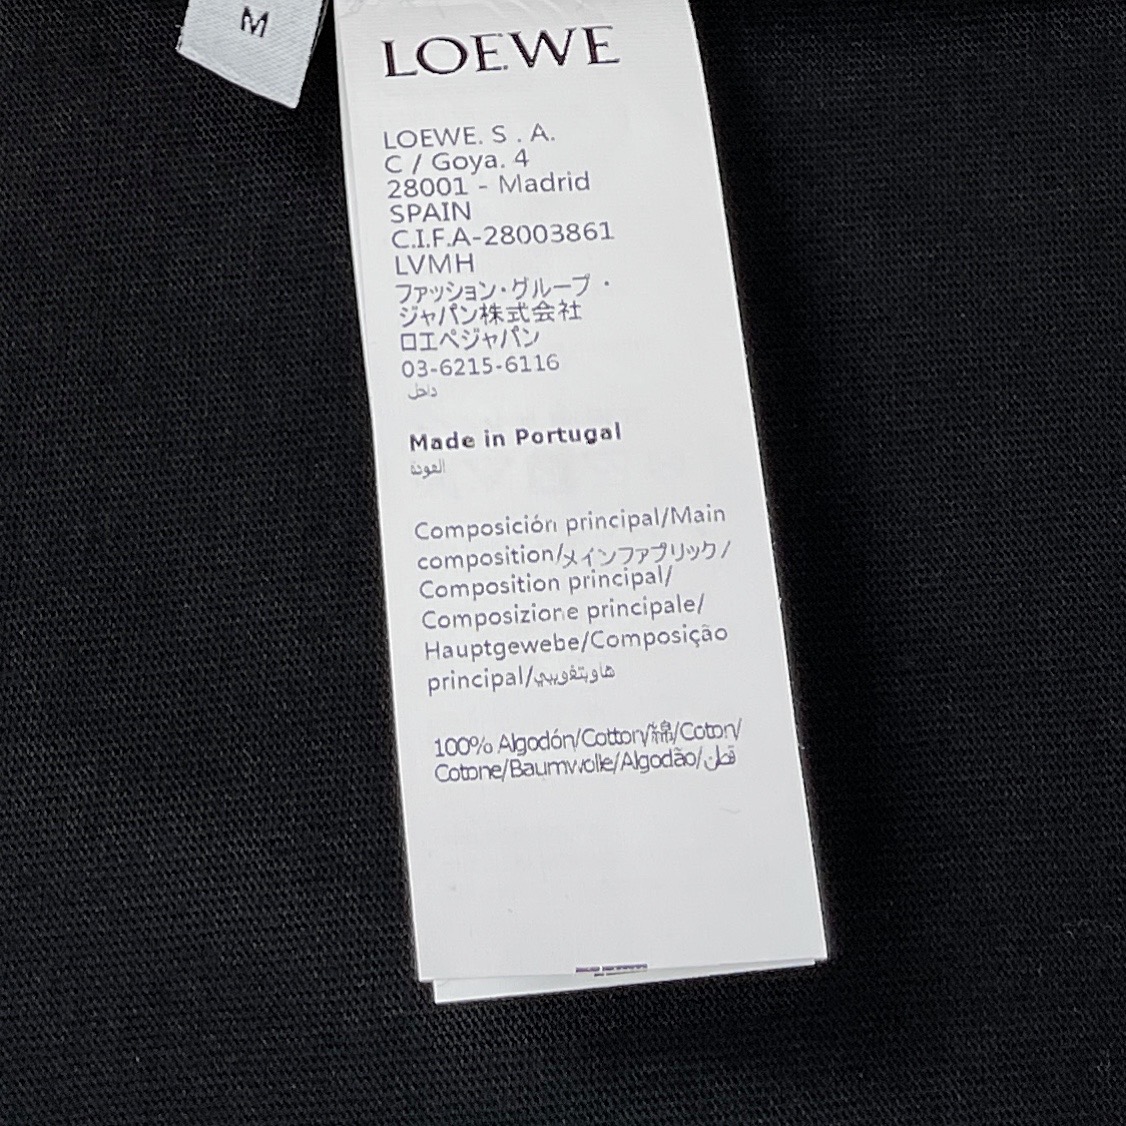 M
LOEWE
LOEWE. S . A.
C / Goya. 4
28001 - Madrid
SPAIN
C.I.F.A-28003861
LVMH
ファッション・グループ・
ジャパン株式会社
ロエベジャパン
03-6215-6116
داخل
Made in Portugal
العودة
Composición principal/Main
composition/メインファブリック/
Composition principal/
Composizione principale/
Hauptgewebe/Composição
principal/
100% Algodón/Cotton/綿/Coton/
Cotone/Baumwolle/Algodão/قطن